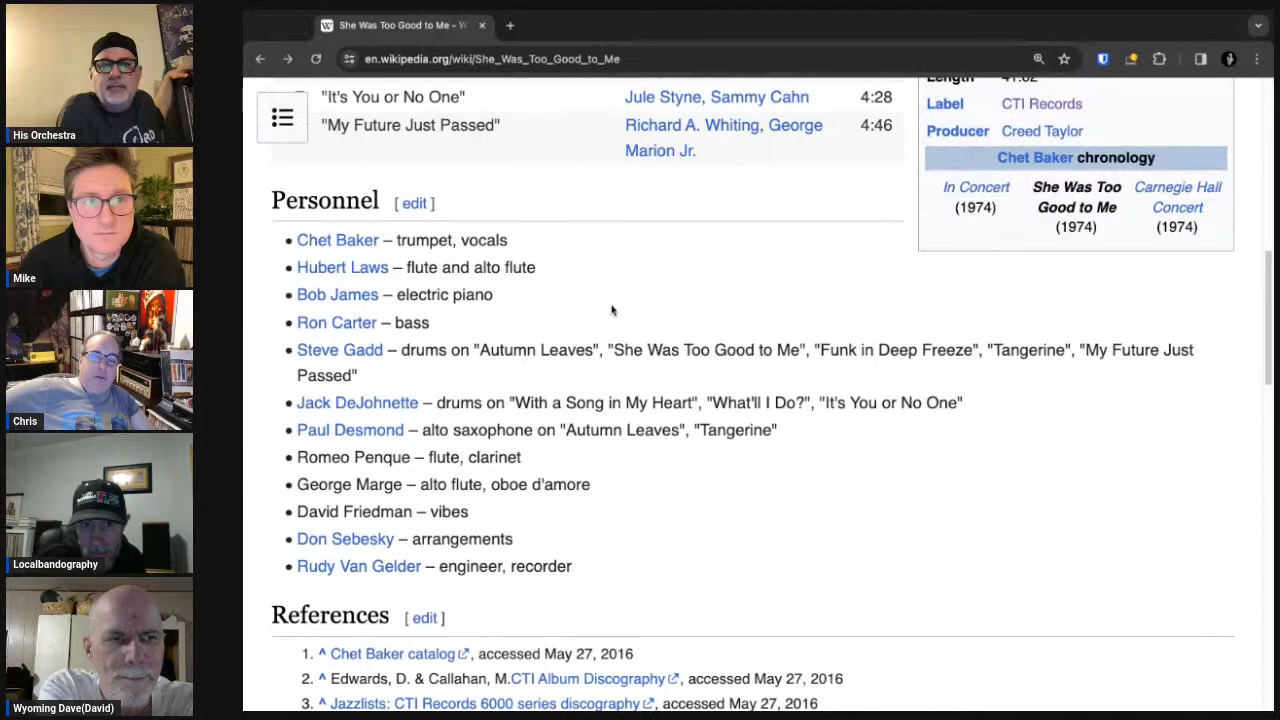 His Orchestra
Mike
Chris
Localbandography
Wyoming Dave(David)
She Was Too Good to Me - W
en.wikipedia.org/wiki/She_Was_Too_Good_to_Me
"It's You or No One" Jule Styne, Sammy Cahn 4:28
"My Future Just Passed" Richard A. Whiting, George 4:46
Marion Jr.
Length 41:02
Label CTI Records
Producer Creed Taylor
Chet Baker chronology
In Concert She Was Too Carnegie Hall
(1974) Good to Me Concert
(1974) (1974)
Personnel [ edit ]
• Chet Baker – trumpet, vocals
• Hubert Laws – flute and alto flute
• Bob James – electric piano
• Ron Carter – bass
• Steve Gadd – drums on "Autumn Leaves", "She Was Too Good to Me", "Funk in Deep Freeze", "Tangerine", "My Future Just
Passed"
• Jack DeJohnette – drums on "With a Song in My Heart", "What'll I Do?", "It's You or No One"
• Paul Desmond – alto saxophone on "Autumn Leaves", "Tangerine"
• Romeo Penque – flute, clarinet
• George Marge – alto flute, oboe d'amore
• David Friedman – vibes
• Don Sebesky – arrangements
• Rudy Van Gelder – engineer, recorder
References [ edit ]
1. ^ Chet Baker catalog, accessed May 27, 2016
2. ^ Edwards, D. & Callahan, M.CTI Album Discography, accessed May 27, 2016
3. ^ Jazzlists: CTI Records 6000 series discography, accessed May 27, 2016